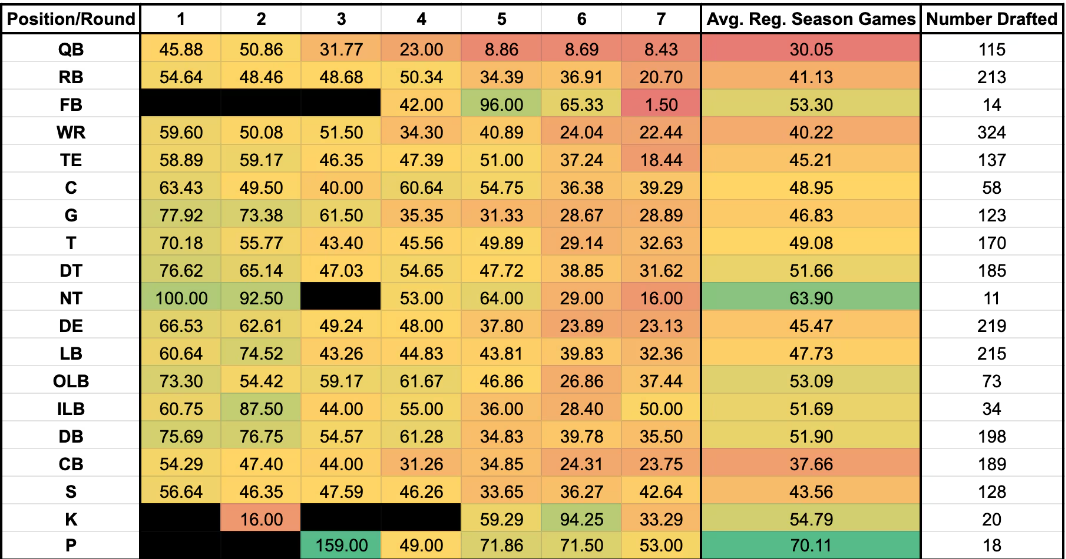 Position/Round 1 2 3 4 5 6 7 Avg. Reg. Season Games Number Drafted
QB 45.88 50.86 31.77 23.00 8.86 8.69 8.43 30.05 115
RB 54.64 48.46 48.68 50.34 34.39 36.91 20.70 41.13 213
FB 42.00 96.00 65.33 1.50 53.30 14
WR 59.60 50.08 51.50 34.30 40.89 24.04 22.44 40.22 324
TE 58.89 59.17 46.35 47.39 51.00 37.24 18.44 45.21 137
C 63.43 49.50 40.00 60.64 54.75 36.38 39.29 48.95 58
G 77.92 73.38 61.50 35.35 31.33 28.67 28.89 46.83 123
T 70.18 55.77 43.40 45.56 49.89 29.14 32.63 49.08 170
DT 76.62 65.14 47.03 54.65 47.72 38.85 31.62 51.66 185
NT 100.00 92.50 53.00 64.00 29.00 16.00 63.90 11
DE 66.53 62.61 49.24 48.00 37.80 23.89 23.13 45.47 219
LB 60.64 74.52 43.26 44.83 43.81 39.83 32.36 47.73 215
OLB 73.30 54.42 59.17 61.67 46.86 26.86 37.44 53.09 73
ILB 60.75 87.50 44.00 55.00 36.00 28.40 50.00 51.69 34
DB 75.69 76.75 54.57 61.28 34.83 39.78 35.50 51.90 198
CB 54.29 47.40 44.00 31.26 34.85 24.31 23.75 37.66 189
S 56.64 46.35 47.59 46.26 33.65 36.27 42.64 43.56 128
K 16.00 59.29 94.25 33.29 54.79 20
P 159.00 49.00 71.86 71.50 53.00 70.11 18